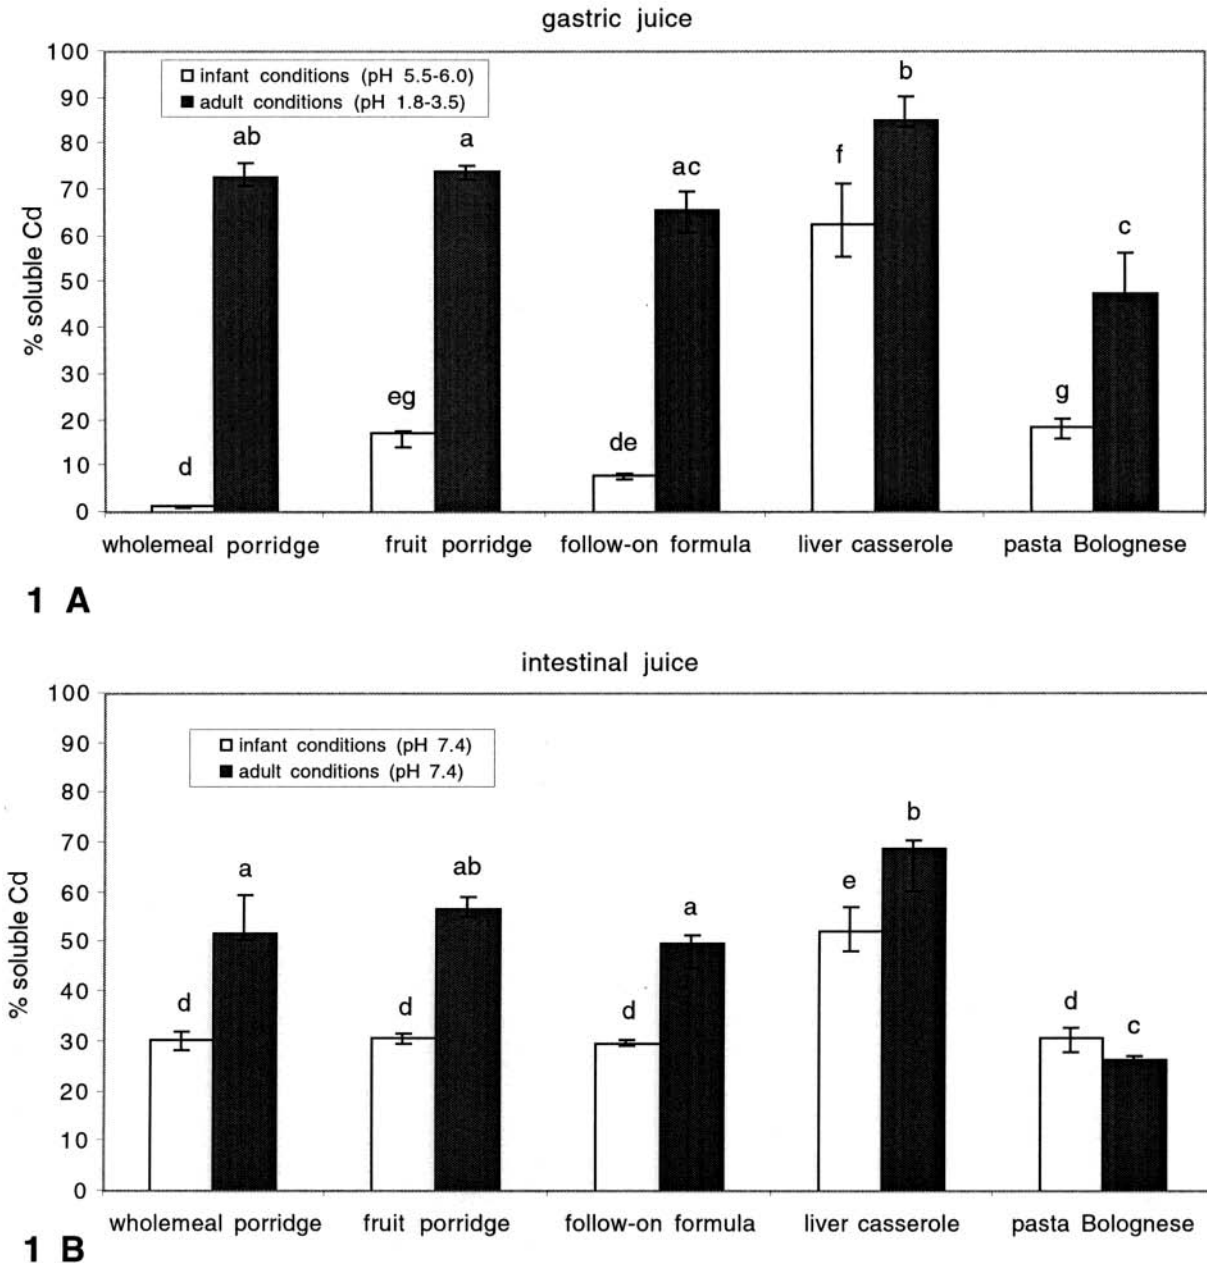 gastric juice
100
90
80
70
60
50
40
30
20
10
0
% soluble Cd
infant conditions (pH 5.5-6.0)
adult conditions (pH 1.8-3.5)
d
ab
eg
a
de
ac
f
b
g
c
wholemeal porridge
fruit porridge
follow-on formula
liver casserole
pasta Bolognese
1 A
intestinal juice
100
90
80
70
60
50
40
30
20
10
0
% soluble Cd
infant conditions (pH 7.4)
adult conditions (pH 7.4)
d
a
d
ab
d
a
e
b
d
c
wholemeal porridge
fruit porridge
follow-on formula
liver casserole
pasta Bolognese
1 B